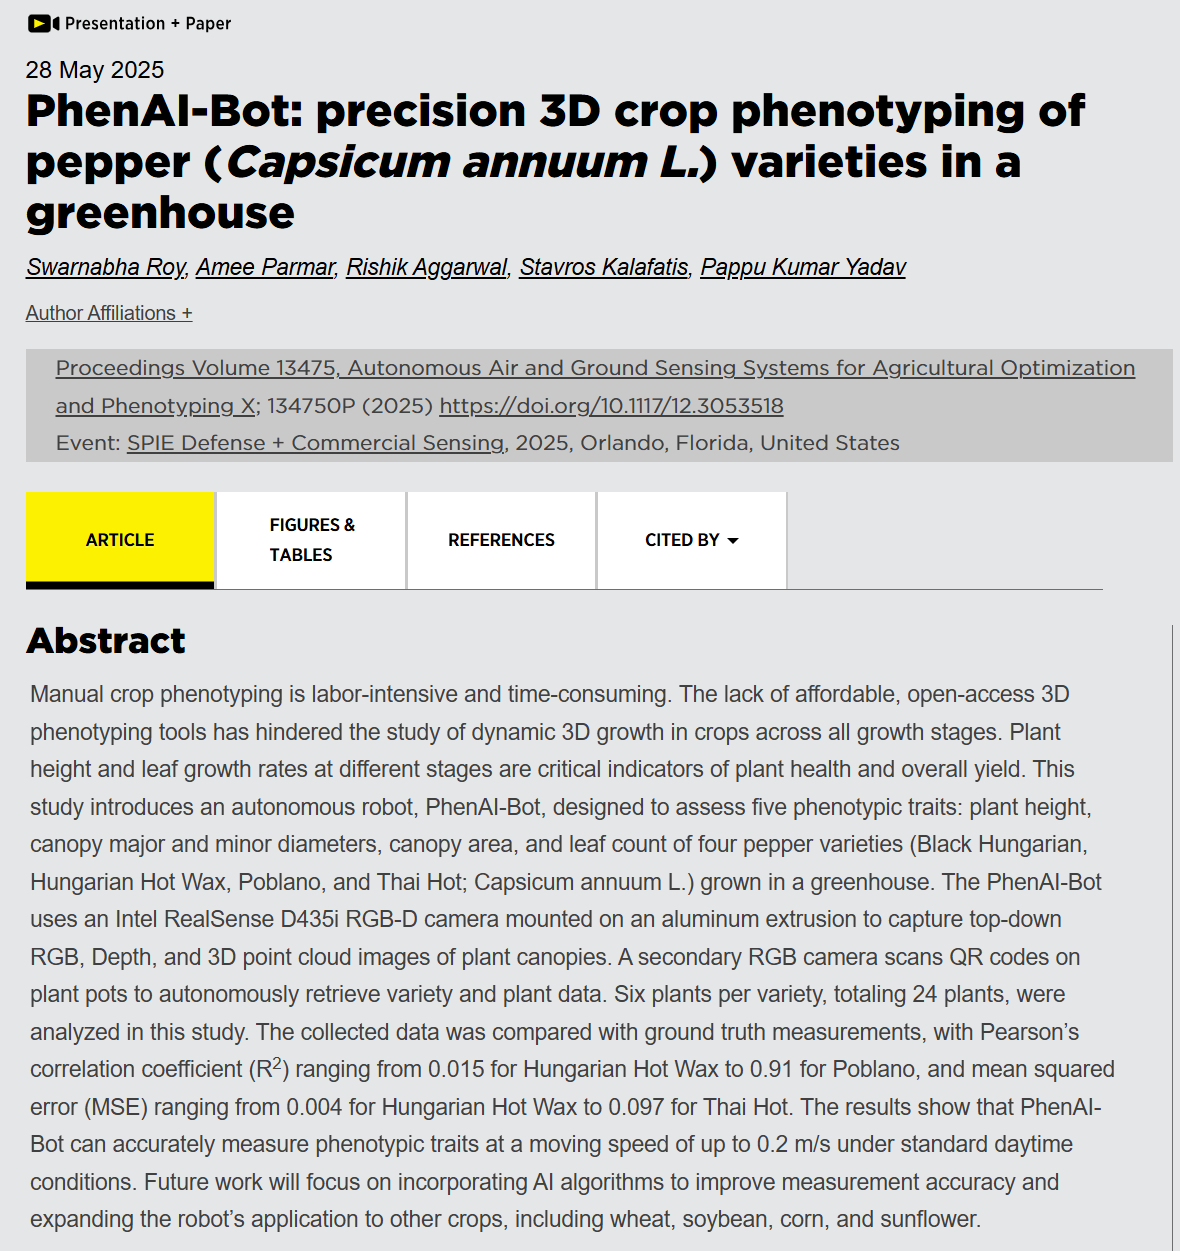 Presentation + Paper
28 May 2025
PhenAI-Bot: precision 3D crop phenotyping of
pepper (Capsicum annuum L.) varieties in a
greenhouse
Swarnabha Roy, Amee Parmar, Rishik Aggarwal, Stavros Kalafatis, Pappu Kumar Yadav
Author Affiliations +
Proceedings Volume 13475, Autonomous Air and Ground Sensing Systems for Agricultural Optimization
and Phenotyping X; 134750P (2025) https://doi.org/10.1117/12.3053518
Event: SPIE Defense + Commercial Sensing, 2025, Orlando, Florida, United States
ARTICLE
FIGURES &
TABLES
REFERENCES
CITED BY
Abstract
Manual crop phenotyping is labor-intensive and time-consuming. The lack of affordable, open-access 3D
phenotyping tools has hindered the study of dynamic 3D growth in crops across all growth stages. Plant
height and leaf growth rates at different stages are critical indicators of plant health and overall yield. This
study introduces an autonomous robot, PhenAI-Bot, designed to assess five phenotypic traits: plant height,
canopy major and minor diameters, canopy area, and leaf count of four pepper varieties (Black Hungarian,
Hungarian Hot Wax, Poblano, and Thai Hot; Capsicum annuum L.) grown in a greenhouse. The PhenAI-Bot
uses an Intel RealSense D435i RGB-D camera mounted on an aluminum extrusion to capture top-down
RGB, Depth, and 3D point cloud images of plant canopies. A secondary RGB camera scans QR codes on
plant pots to autonomously retrieve variety and plant data. Six plants per variety, totaling 24 plants, were
analyzed in this study. The collected data was compared with ground truth measurements, with Pearson's
correlation coefficient (R²) ranging from 0.015 for Hungarian Hot Wax to 0.91 for Poblano, and mean squared
error (MSE) ranging from 0.004 for Hungarian Hot Wax to 0.097 for Thai Hot. The results show that PhenAI-
Bot can accurately measure phenotypic traits at a moving speed of up to 0.2 m/s under standard daytime
conditions. Future work will focus on incorporating AI algorithms to improve measurement accuracy and
expanding the robot's application to other crops, including wheat, soybean, corn, and sunflower.